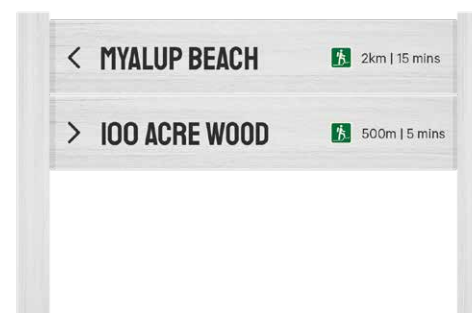 < MYALUP BEACH 2km | 15 mins
> 100 ACRE WOOD 500m | 5 mins